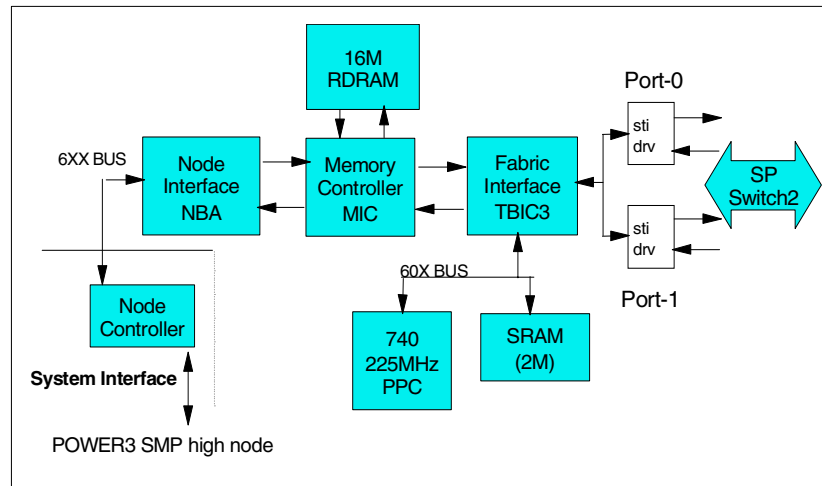 16M
RDRAM
Port-0
sti
drv
6XX BUS
Node
Interface
NBA
Memory
Controller
MIC
Fabric
Interface
TBIC3
SP
Switch2
sti
drv
60X BUS
Port-1
Node
Controller
740
225MHz
PPC
SRAM
(2M)
System Interface
POWER3 SMP high node